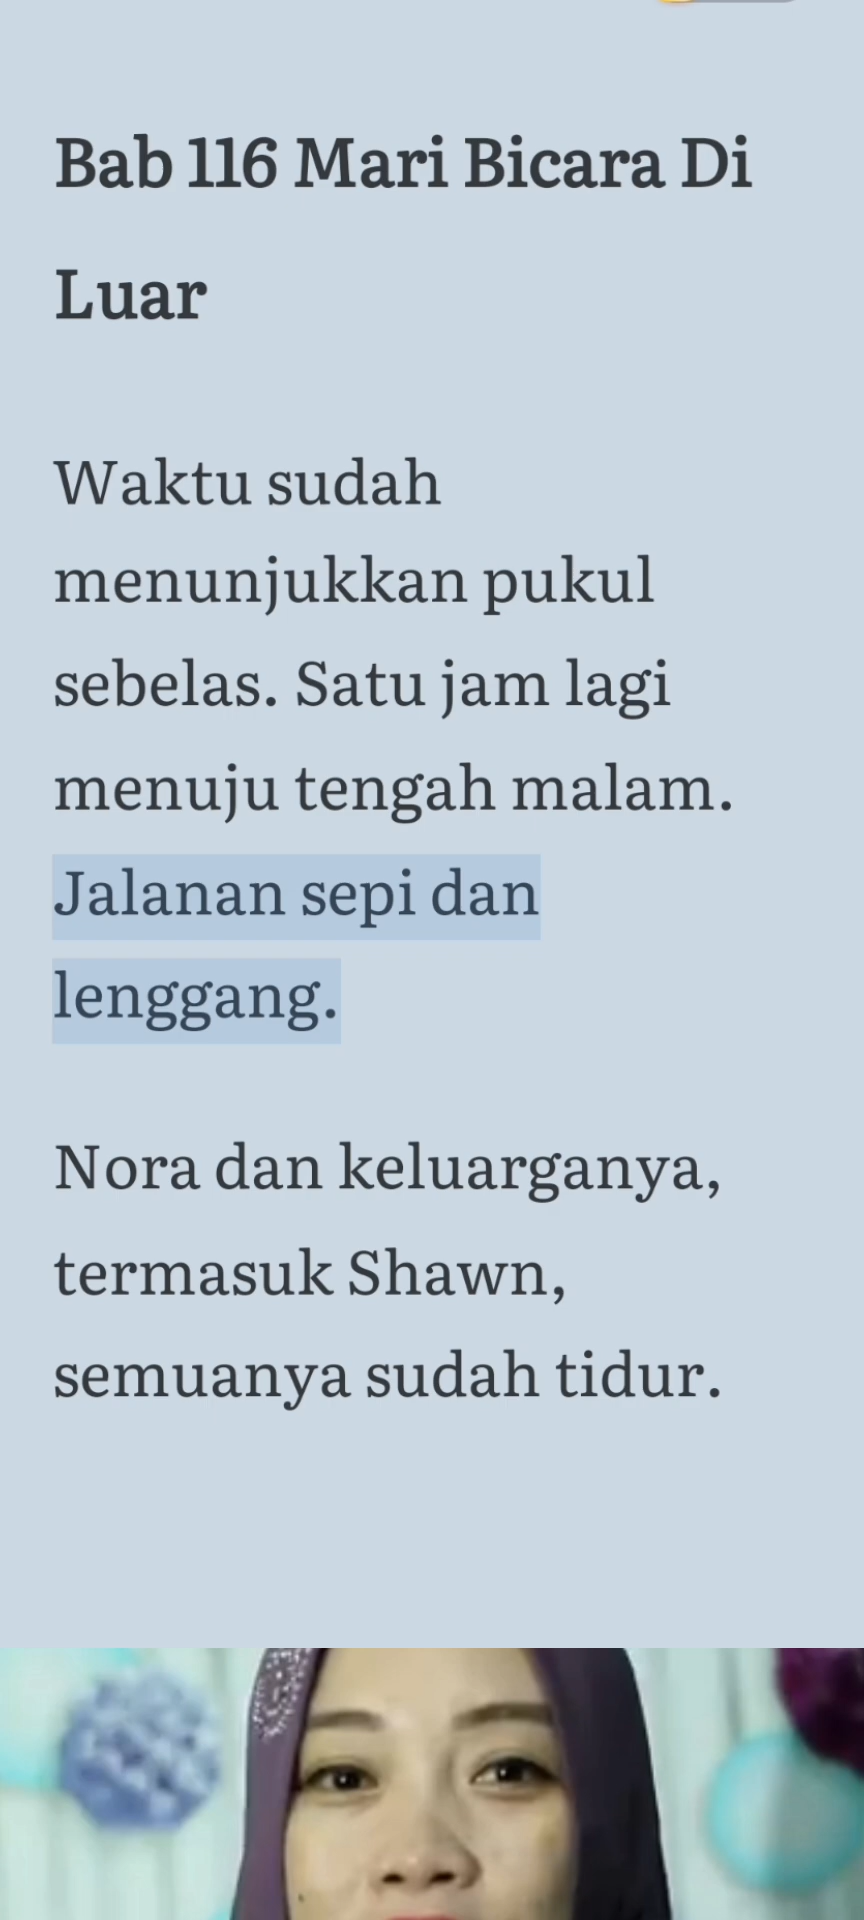 Bab 116 Mari Bicara Di
Luar
Waktu sudah
menunjukkan pukul
sebelas. Satu jam lagi
menuju tengah malam.
Jalanan sepi dan
lenggang.
Nora dan keluarganya,
termasuk Shawn,
semuanya sudah tidur.